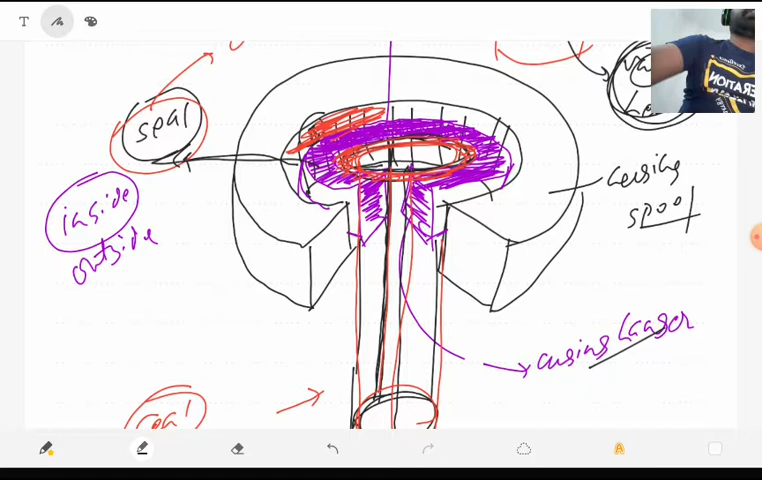 seal
inside
outside
casing
spool
casing hanger
seal